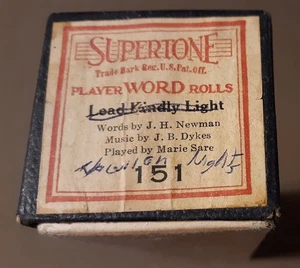 SUPERTONE
Trade Mark Reg. U.S. Pat. Off.
PLAYER WORD ROLLS
Lead Kindly Light
Words by J. H. Newman
Music by J. B. Dykes
Played by Marie Sare
Hawaiian Nights
151